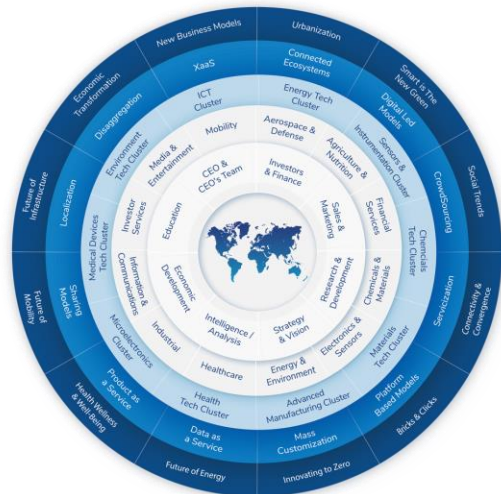 New Business Models
Urbanization
Smart is The
New Green
Social Trends
Connectivity &
Convergence
Bricks & Clicks
Innovating to Zero
Future of Energy
Health Wellness
& Well-Being
Future of
Mobility
Future of
Infrastructure
Economic
Transformation
XaaS
Connected
Ecosystems
Digital Led
Models
CrowdSourcing
Servicization
Platform
Based Models
Mass
Customization
Data as
a Service
Product as
a Service
Sharing
Models
Localization
Disaggregation
ICT
Cluster
Energy Tech
Cluster
Sensors &
Instrumentation Cluster
Chemcials
Tech Cluster
Materials
Tech Cluster
Advanced
Manufacturing Cluster
Health
Tech Cluster
Microelectronics
Cluster
Medical Devices
Tech Cluster
Environment
Tech Cluster
Mobility
Aerospace &
Defense
Agriculture &
Nutrition
Financial
Services
Chemicals &
Materials
Electronics &
Sensors
Energy &
Environment
Healthcare
Industrial
Information &
Communications
Investor
Services
Media &
Entertainment
CEO &
CEO's Team
Investors
& Finance
Sales &
Marketing
Research &
Development
Strategy
& Vision
Intelligence /
Analysis
Economic
Development
Education